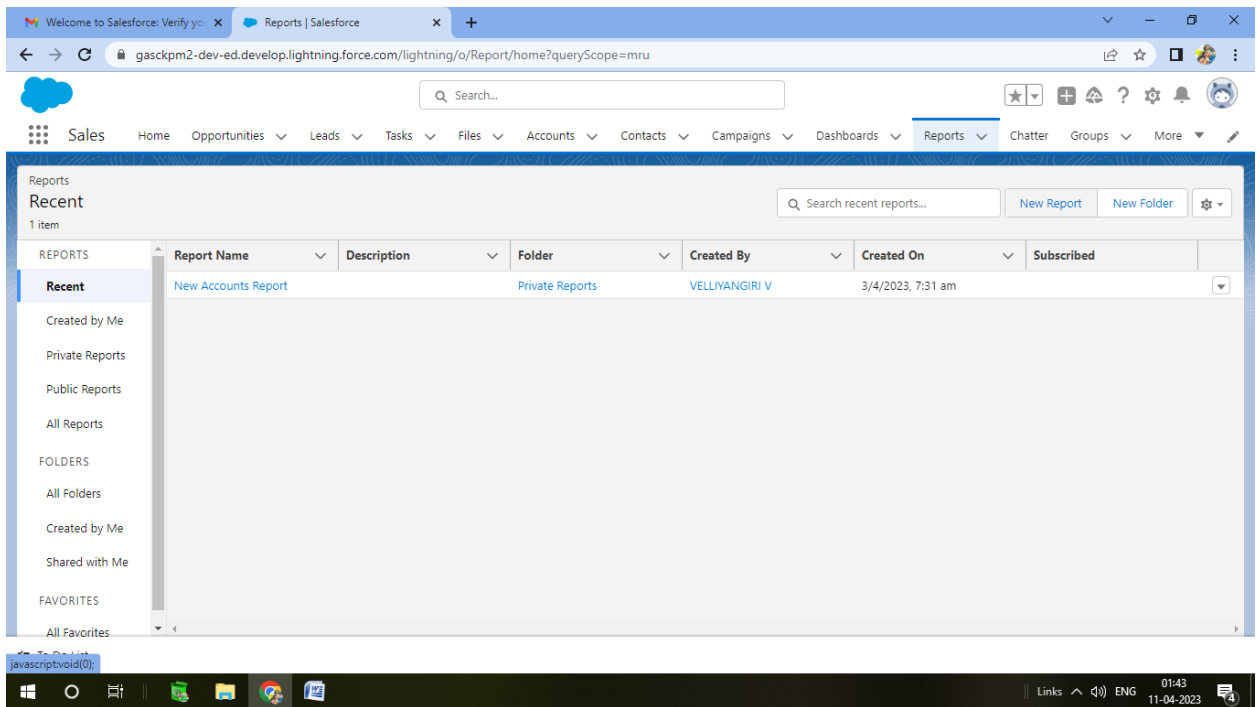 Welcome to Salesforce: Verify yo
Reports | Salesforce
gasckpm2-dev-ed.develop.lightning.force.com/lightning/o/Report/home?queryScope=mru
Search...
Sales Home Opportunities Leads Tasks Files Accounts Contacts Campaigns Dashboards Reports Chatter Groups More
Reports
Recent
1 item
Search recent reports...
New Report New Folder
REPORTS
Report Name Description Folder Created By Created On Subscribed
Recent
New Accounts Report Private Reports VELLIYANGIRI V 3/4/2023, 7:31 am
Created by Me
Private Reports
Public Reports
All Reports
FOLDERS
All Folders
Created by Me
Shared with Me
FAVORITES
All Favorites
To Do List
javascript:void(0);
Links ENG 01:43
11-04-2023
4